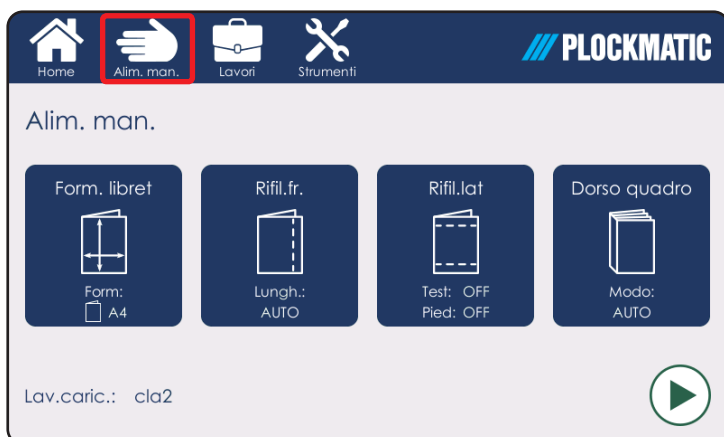 Home
Alim. man.
Lavori
Strumenti
PLOCKMATIC
Alim. man.
Form. libret
Form:
A4
Rifil.fr.
Lungh.:
AUTO
Rifil.lat
Test: OFF
Pied: OFF
Dorso quadro
Modo:
AUTO
Lav.caric.: cla2